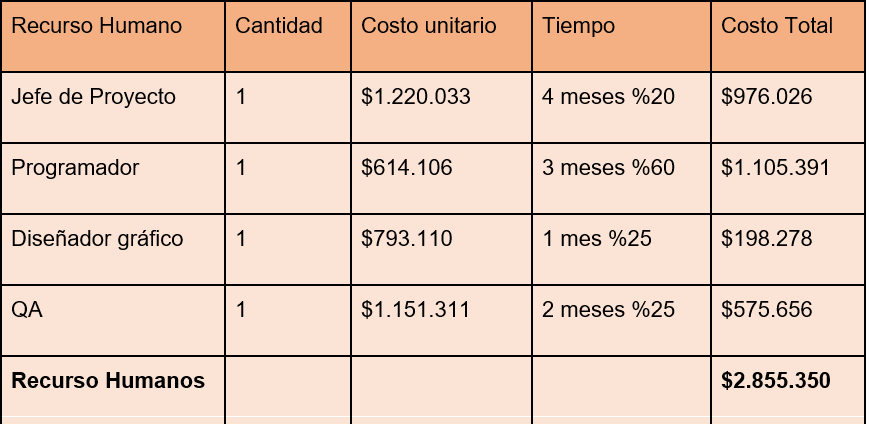 Recurso Humano Cantidad Costo unitario Tiempo Costo Total
Jefe de Proyecto 1 $1.220.033 4 meses %20 $976.026
Programador 1 $614.106 3 meses %60 $1.105.391
Diseñador gráfico 1 $793.110 1 mes %25 $198.278
QA 1 $1.151.311 2 meses %25 $575.656
Recurso Humanos $2.855.350